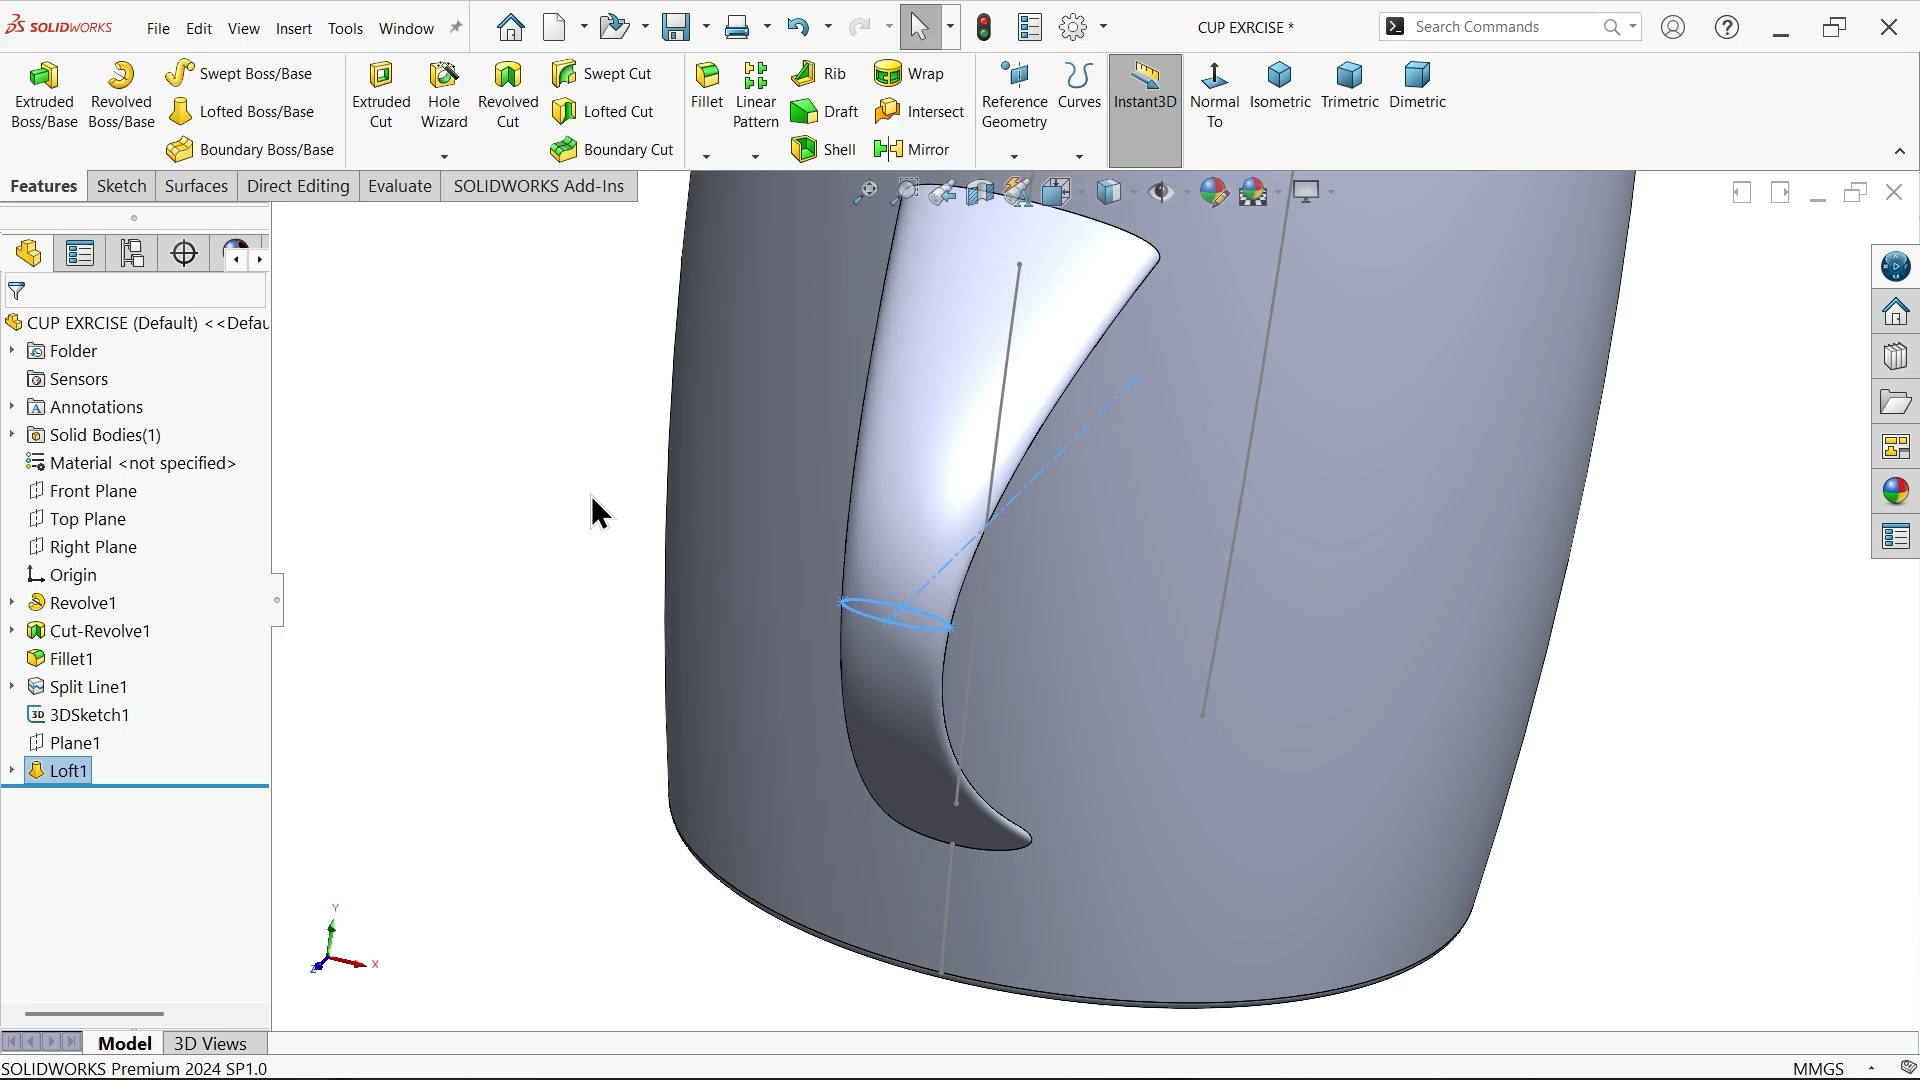 SOLIDWORKS
File Edit View Insert Tools Window
CUP EXRCISE *
Search Commands
Extruded Boss/Base
Revolved Boss/Base
Swept Boss/Base
Lofted Boss/Base
Boundary Boss/Base
Extruded Cut
Hole Wizard
Revolved Cut
Swept Cut
Lofted Cut
Boundary Cut
Fillet
Linear Pattern
Rib
Draft
Shell
Wrap
Intersect
Mirror
Reference Geometry
Curves
Instant3D
Normal To
Isometric
Trimetric
Dimetric
Features Sketch Surfaces Direct Editing Evaluate SOLIDWORKS Add-Ins
CUP EXRCISE (Default) <<Defau
Folder
Sensors
Annotations
Solid Bodies(1)
Material <not specified>
Front Plane
Top Plane
Right Plane
Origin
Revolve1
Cut-Revolve1
Fillet1
Split Line1
3D 3DSketch1
Plane1
Loft1
Y
X
Z
Model 3D Views
SOLIDWORKS Premium 2024 SP1.0
MMGS